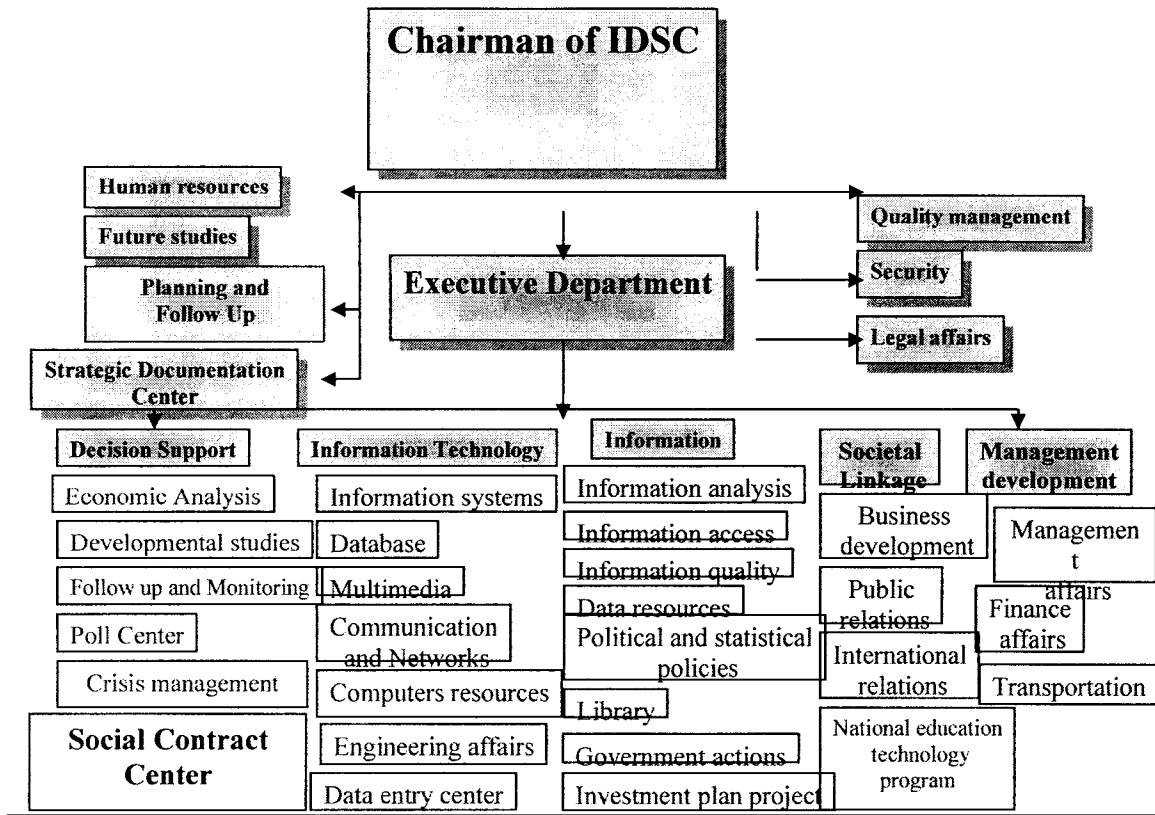 Chairman of IDSC
Human resources
Future studies
Planning and
Follow Up
Strategic Documentation
Center
Executive Department
Quality management
Security
Legal affairs
Decision Support
Economic Analysis
Developmental studies
Follow up and Monitoring
Poll Center
Crisis management
Social Contract
Center
Information Technology
Information systems
Database
Multimedia
Communication
and Networks
Computers resources
Engineering affairs
Data entry center
Information
Information analysis
Information access
Information quality
Data resources
Political and statistical
policies
Library
Government actions
Investment plan project
Societal
Linkage
Business
development
Public
relations
International
relations
National education
technology
program
Management
development
Managemen
t
affairs
Finance
affairs
Transportation